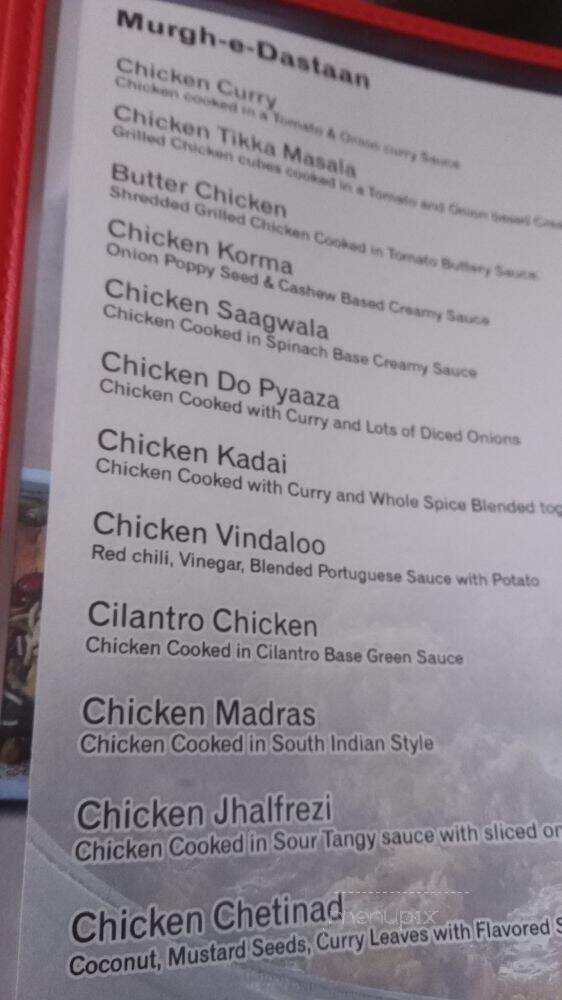 Murgh-e-Dastaan
Chicken Curry
Chicken cooked in a Tomato & Onion curry Sauce
Chicken Tikka Masala
Grilled Chicken cubes cooked in a Tomato and Onion based
Butter Chicken
Shredded Grilled Chicken Cooked in Tomato Buttery Sauce.
Chicken Korma
Onion Poppy Seed & Cashew Based Creamy Sauce
Chicken Saagwala
Chicken Cooked in Spinach Base Creamy Sauce
Chicken Do Pyaaza
Chicken Cooked with Curry and Lots of Diced Onions
Chicken Kadai
Chicken Cooked with Curry and Whole Spice Blended
Chicken Vindaloo
Red chili, Vinegar, Blended Portuguese Sauce with Potato
Cilantro Chicken
Chicken Cooked in Cilantro Base Green Sauce
Chicken Madras
Chicken Cooked in South Indian Style
Chicken Jhalfrezi
Chicken Cooked in Sour Tangy sauce with sliced
Chicken Chetinad
menupix
Coconut, Mustard Seeds, Curry Leaves with Flavored